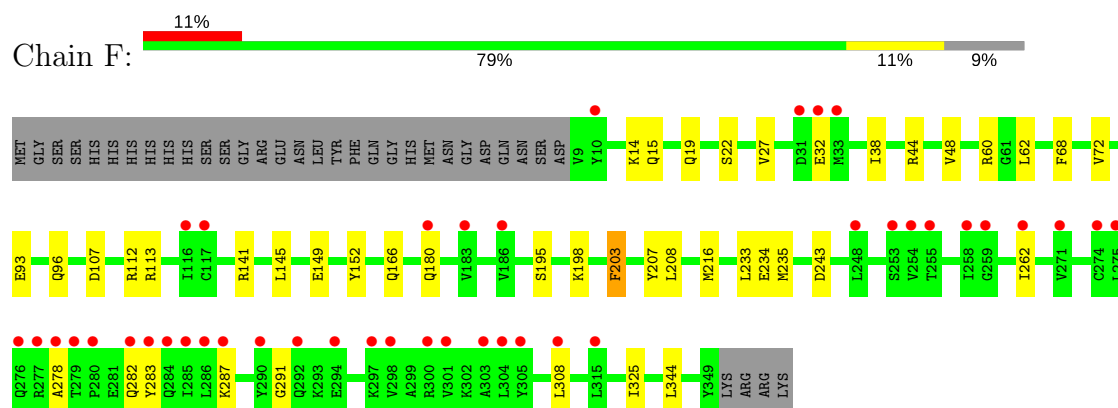 11%
Chain F:
79% 11% 9%
MET GLY SER SER HIS HIS HIS HIS HIS HIS SER SER GLY ARG GLU ASN LEU TYR PHE GLN GLY HIS MET ASN GLY ASP GLN ASN SER ASP V9 Y10 K14 Q15 Q19 S22 V27 D31 E32 M33 I38 R44 V48 R60 G61 L62 F68 V72
E93 Q96 D107 R112 R113 I116 C117 R141 L145 E149 Y152 Q166 Q180 V183 V186 S195 K198 F203 Y207 L208 M216 L233 E234 M235 D243 L248 S253 V254 T255 I258 G259 I262 V271 C274
Q276 R277 A278 T279 P280 E281 Q282 Y283 Q284 I285 L286 K287 Y290 G291 Q292 K293 E294 K297 V298 A299 R300 V301 K302 A303 L304 Y305 L308 L315 I325 L344 Y349 LYS ARG ARG LYS